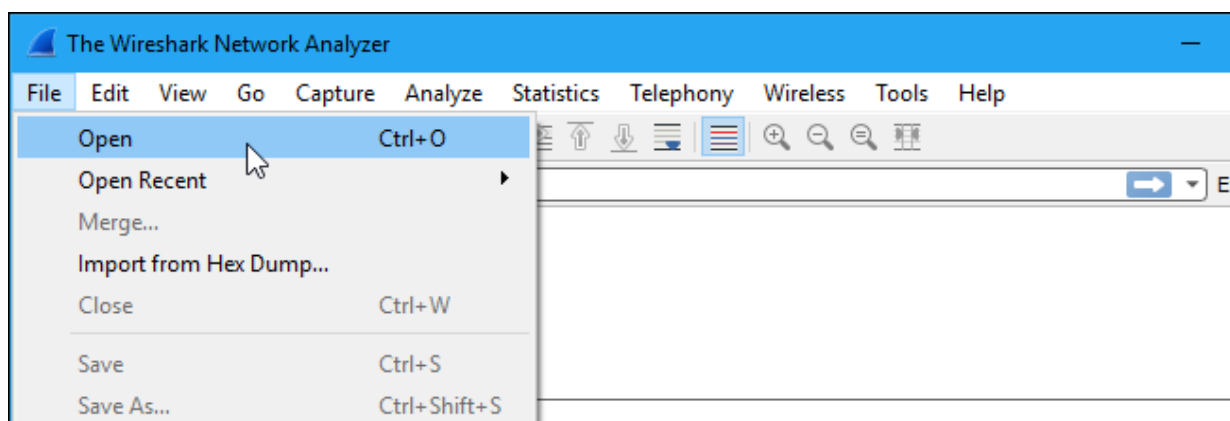 The Wireshark Network Analyzer
File Edit View Go Capture Analyze Statistics Telephony Wireless Tools Help
Open Ctrl+O
Open Recent
Merge...
Import from Hex Dump...
Close Ctrl+W
Save Ctrl+S
Save As... Ctrl+Shift+S